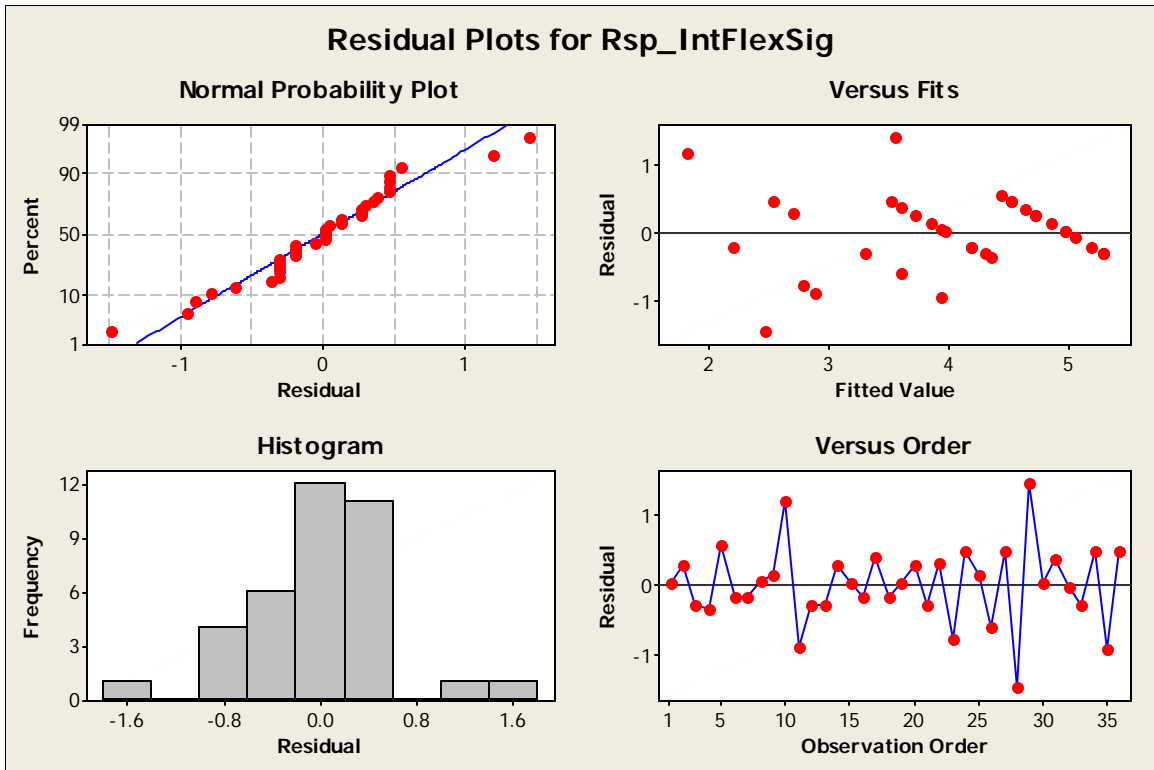 Residual Plots for Rsp_IntFlexSig
Normal Probability Plot
99
90
50
10
1
Percent
-1 0 1
Residual
Versus Fits
1
0
-1
Residual
2 3 4 5
Fitted Value
Histogram
12
9
6
3
0
Frequency
-1.6 -0.8 0.0 0.8 1.6
Residual
Versus Order
1
0
-1
Residual
1 5 10 15 20 25 30 35
Observation Order